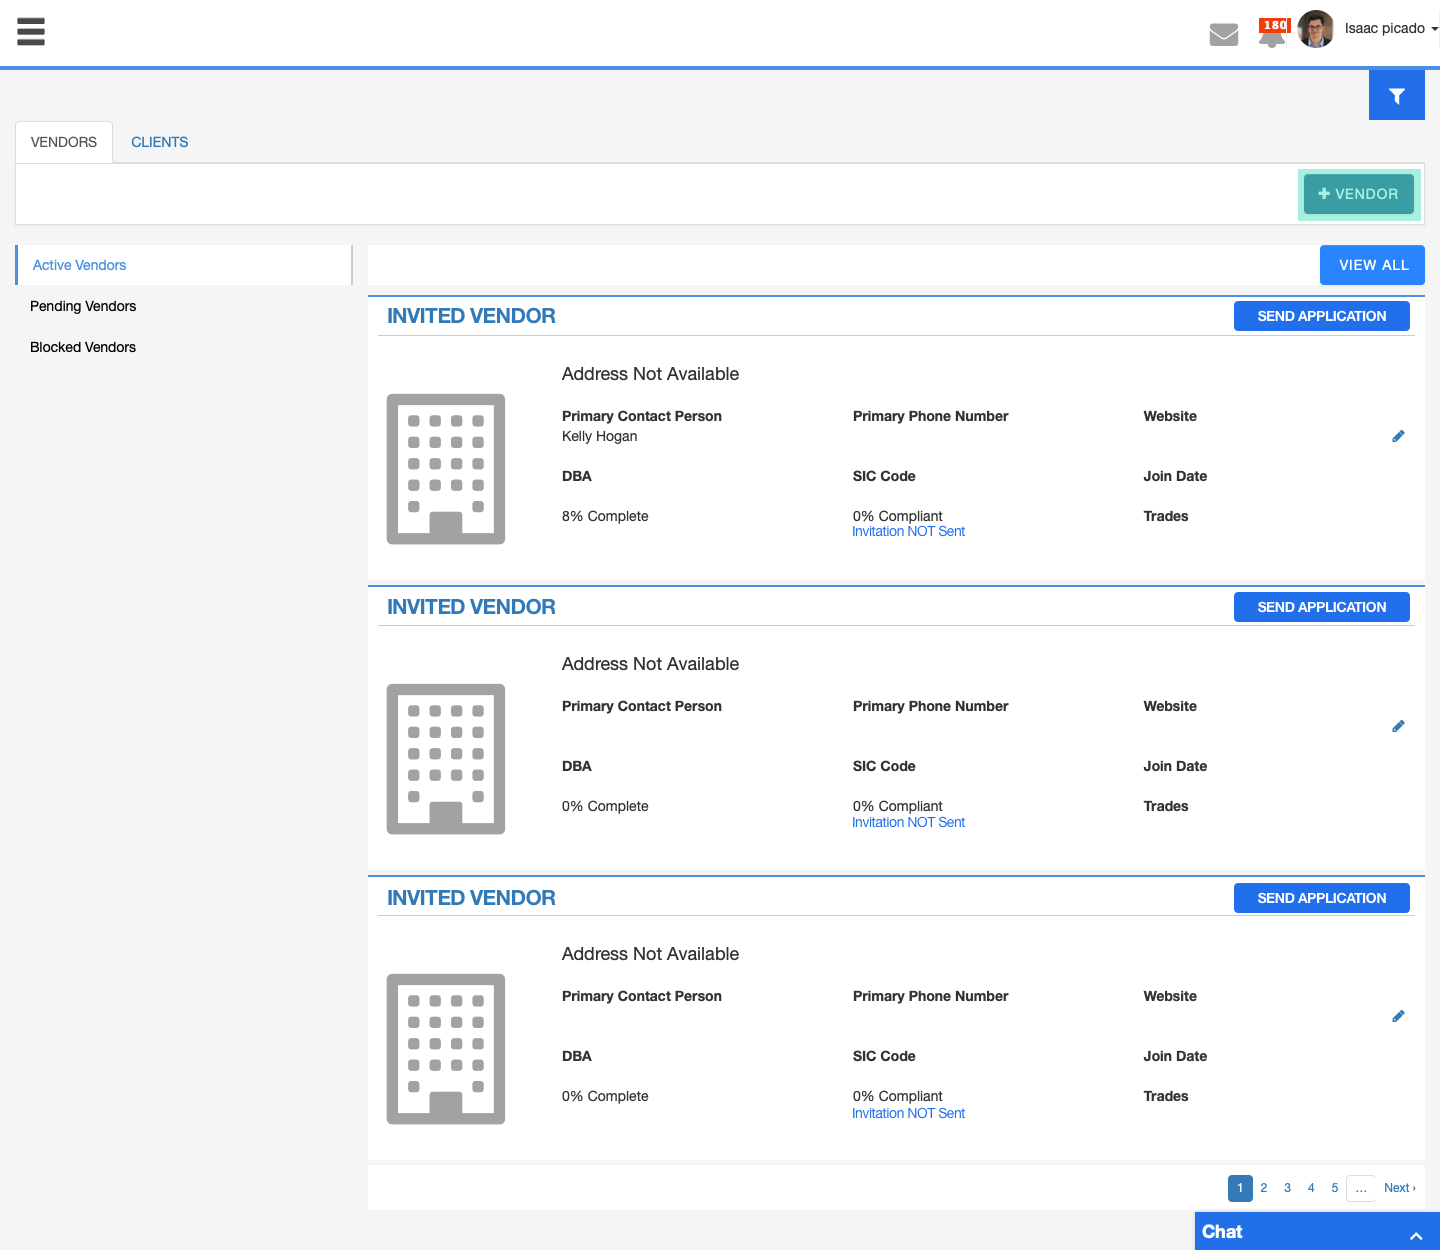 180
Isaac picado
VENDORS
CLIENTS
+ VENDOR
Active Vendors
Pending Vendors
Blocked Vendors
VIEW ALL
INVITED VENDOR
SEND APPLICATION
Address Not Available
Primary Contact Person
Primary Phone Number
Website
Kelly Hogan
DBA
SIC Code
Join Date
8% Complete
0% Compliant
Trades
Invitation NOT Sent
INVITED VENDOR
SEND APPLICATION
Address Not Available
Primary Contact Person
Primary Phone Number
Website
DBA
SIC Code
Join Date
0% Complete
0% Compliant
Trades
Invitation NOT Sent
INVITED VENDOR
SEND APPLICATION
Address Not Available
Primary Contact Person
Primary Phone Number
Website
DBA
SIC Code
Join Date
0% Complete
0% Compliant
Trades
Invitation NOT Sent
1 2 3 4 5 ... Next ›
Chat